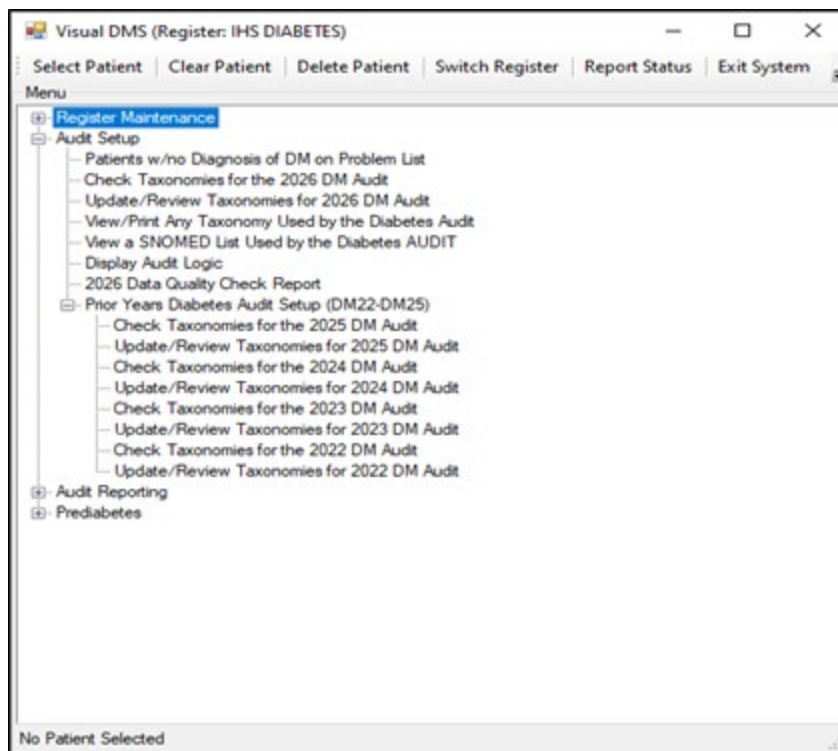 Visual DMS (Register: IHS DIABETES)
Select Patient Clear Patient Delete Patient Switch Register Report Status Exit System
Menu
Register Maintenance
Audit Setup
Patients w/no Diagnosis of DM on Problem List
Check Taxonomies for the 2026 DM Audit
Update/Review Taxonomies for 2026 DM Audit
View/Print Any Taxonomy Used by the Diabetes Audit
View a SNOMED List Used by the Diabetes AUDIT
Display Audit Logic
2026 Data Quality Check Report
Prior Years Diabetes Audit Setup (DM22-DM25)
Check Taxonomies for the 2025 DM Audit
Update/Review Taxonomies for 2025 DM Audit
Check Taxonomies for the 2024 DM Audit
Update/Review Taxonomies for 2024 DM Audit
Check Taxonomies for the 2023 DM Audit
Update/Review Taxonomies for 2023 DM Audit
Check Taxonomies for the 2022 DM Audit
Update/Review Taxonomies for 2022 DM Audit
Audit Reporting
Prediabetes
No Patient Selected